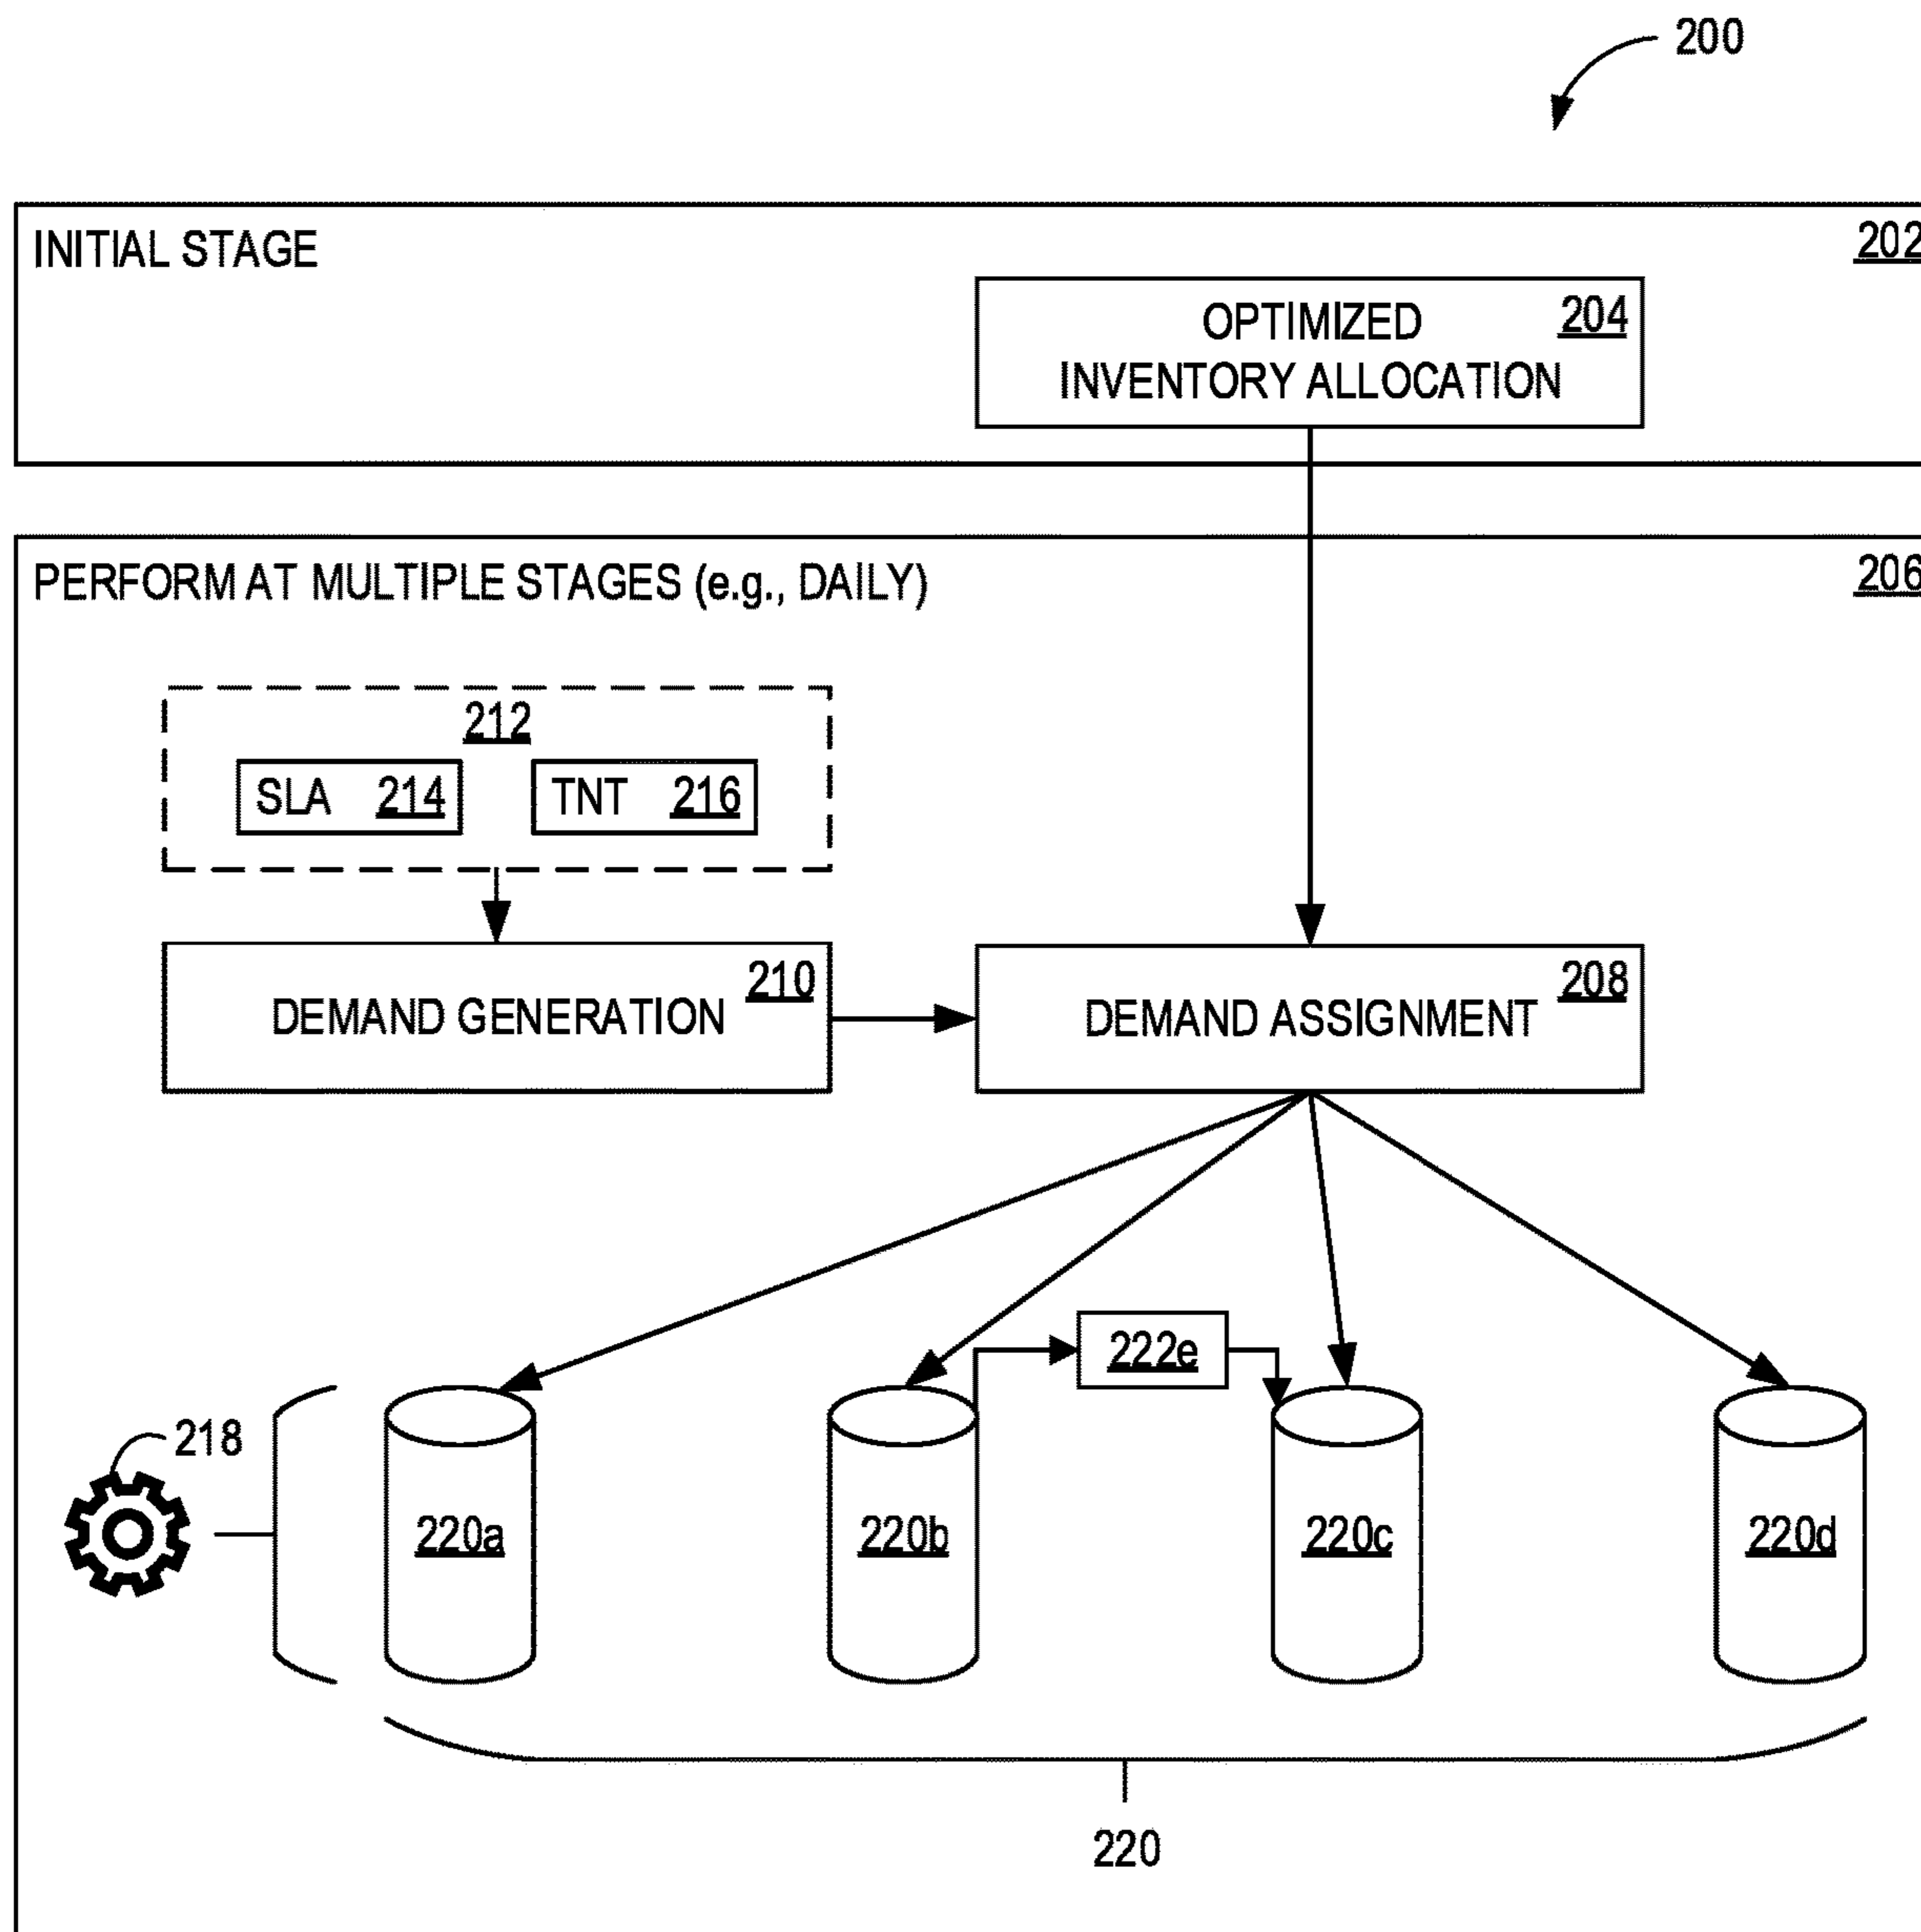 200
INITIAL STAGE 202
OPTIMIZED 204
INVENTORY ALLOCATION
PERFORM AT MULTIPLE STAGES (e.g., DAILY) 206
212
SLA 214 TNT 216
DEMAND GENERATION 210
DEMAND ASSIGNMENT 208
222e
218
220a 220b 220c 220d
220